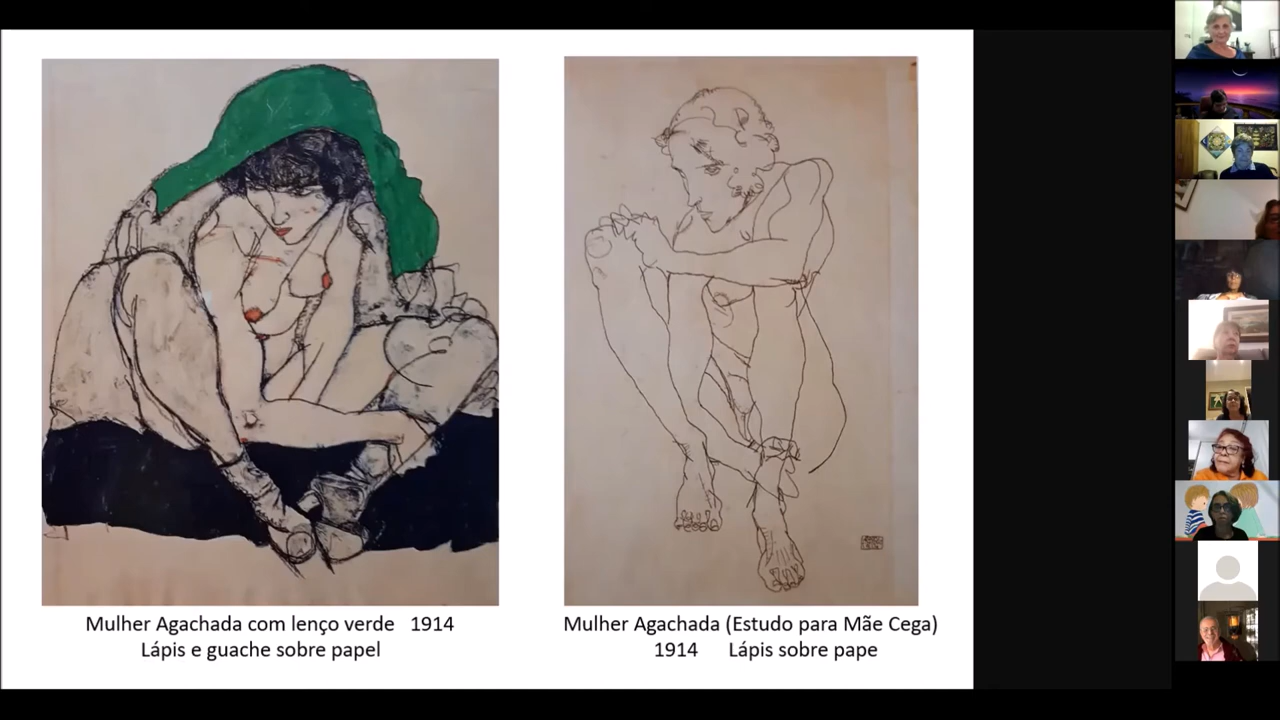 Mulher Agachada com lenço verde 1914
Lápis e guache sobre papel
Mulher Agachada (Estudo para Mãe Cega)
1914 Lápis sobre pape